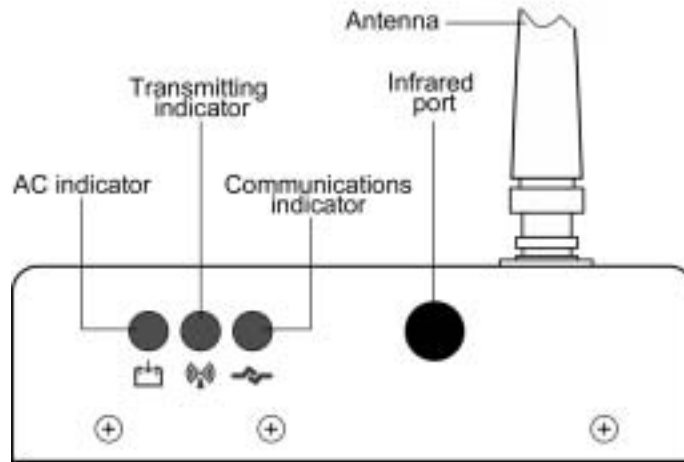 Antenna
Transmitting
indicator
Infrared
port
AC indicator
Communications
indicator